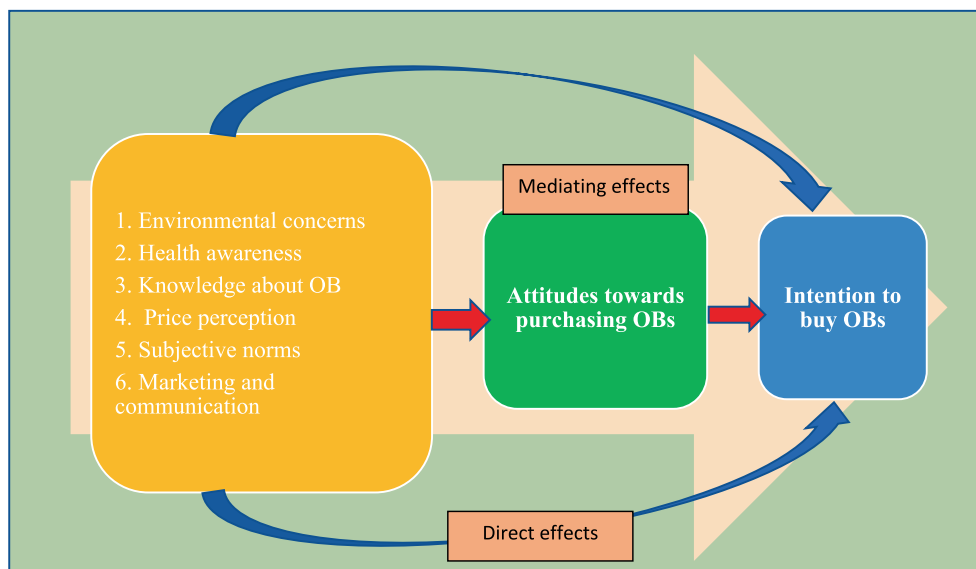 Mediating effects
1. Environmental concerns
2. Health awareness
3. Knowledge about OB
4. Price perception
5. Subjective norms
6. Marketing and
communication
Attitudes towards
purchasing OBs
Intention to
buy OBs
Direct effects